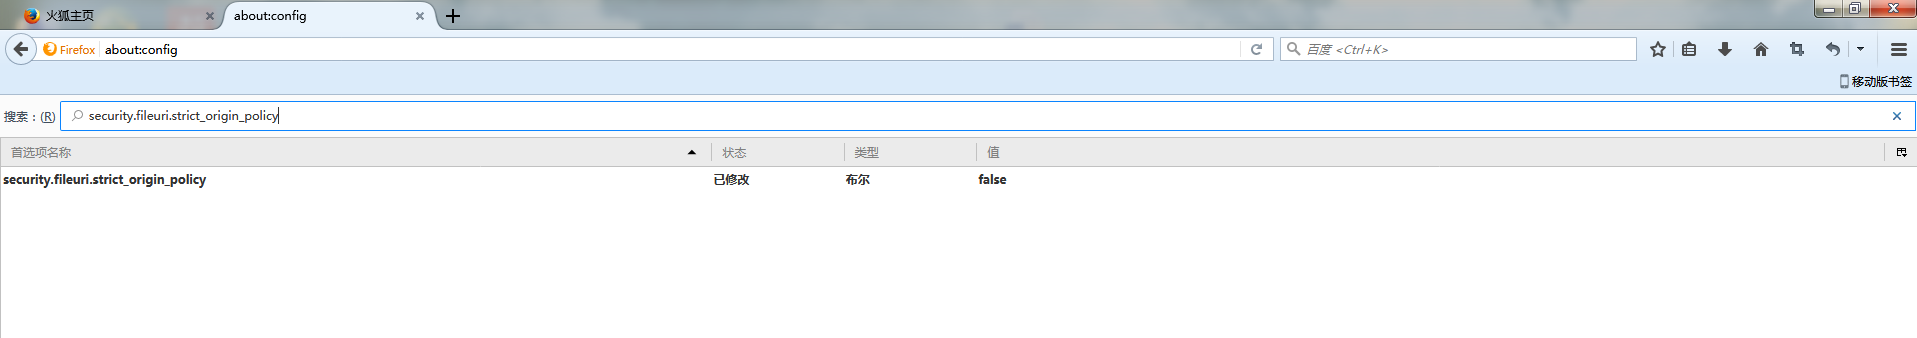 火狐主页 about:config
Firefox about:config 百度 <Ctrl+K>
移动版书签
搜索：(R) security.fileuri.strict_origin_policy
首选项名称 状态 类型 值
security.fileuri.strict_origin_policy 已修改 布尔 false